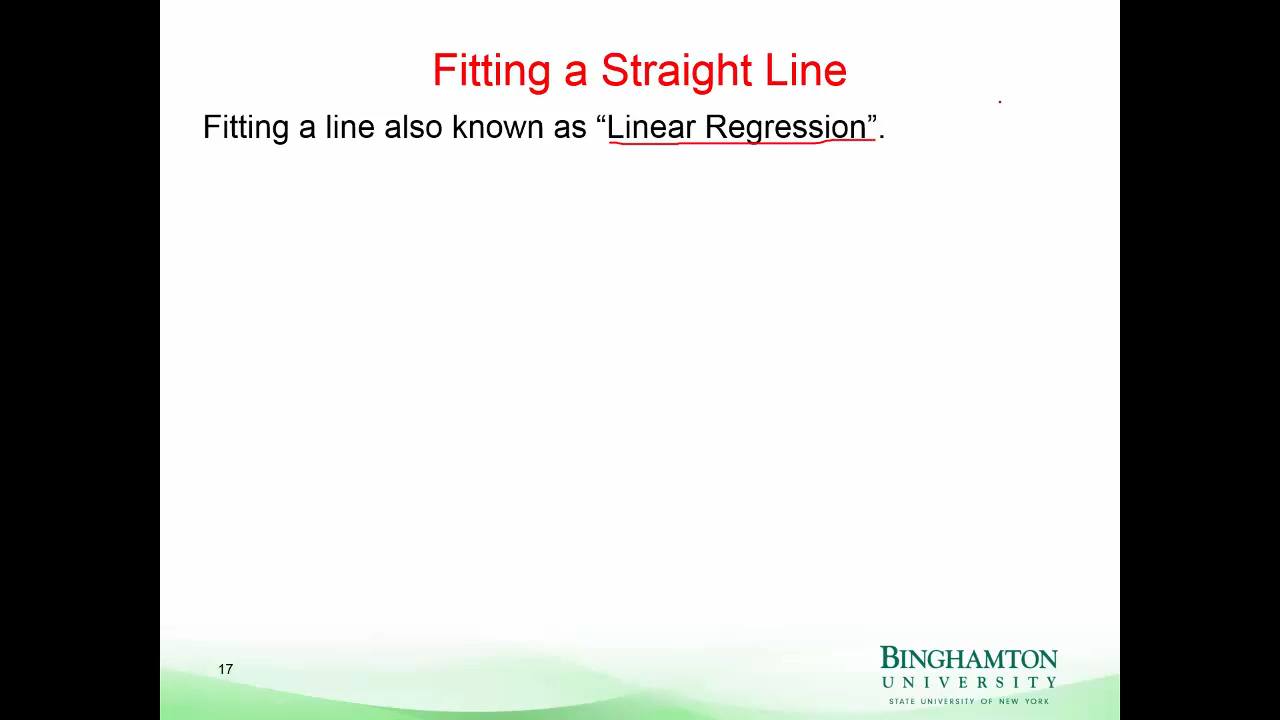 Fitting a Straight Line
Fitting a line also known as “Linear Regression”.
17
BINGHAMTON
UNIVERSITY
STATE UNIVERSITY OF NEW YORK